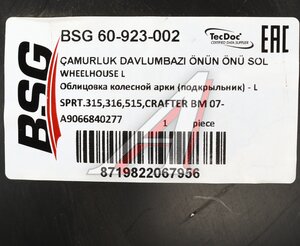 BSG
BSG 60-923-002
TecDoc
CERTIFIED DATA SUPPLIER
EAC
ÇAMURLUK DAVLUMBAZI ÖNÜN ÖNÜ SOL
WHEELHOUSE L
Облицовка колесной арки (подкрыльник) - L
SPRT.315,316,515,CRAFTER BM 07-
A9066840277
1 piece
8719822067956